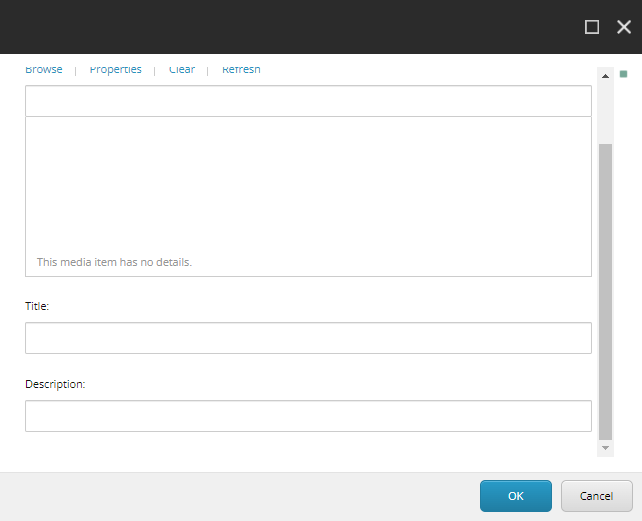 Browse | Properties | Clear | Refresh
This media item has no details.
Title:
Description:
OK Cancel